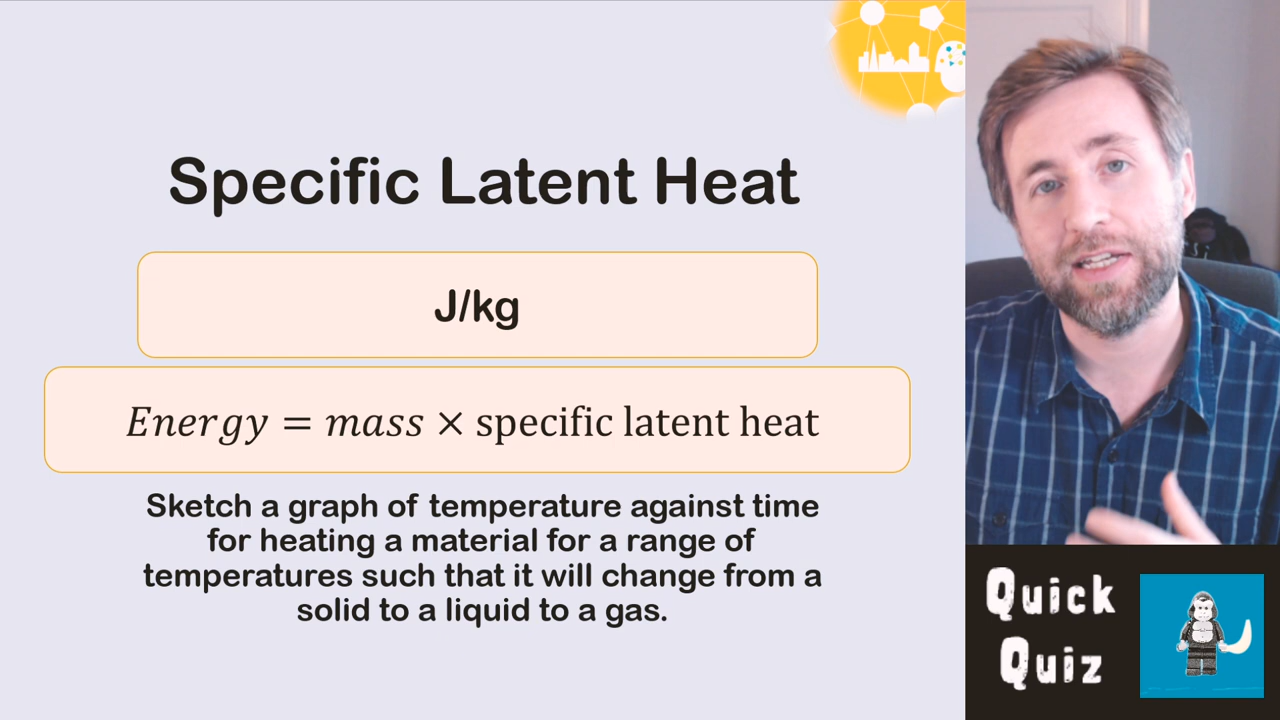 Specific Latent Heat
J/kg
Energy = mass × specific latent heat
Sketch a graph of temperature against time
for heating a material for a range of
temperatures such that it will change from a
solid to a liquid to a gas.
Quick
Quiz